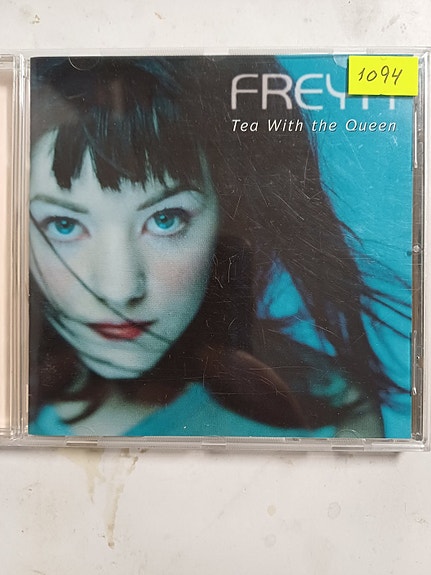 1094
FREYA
Tea With the Queen